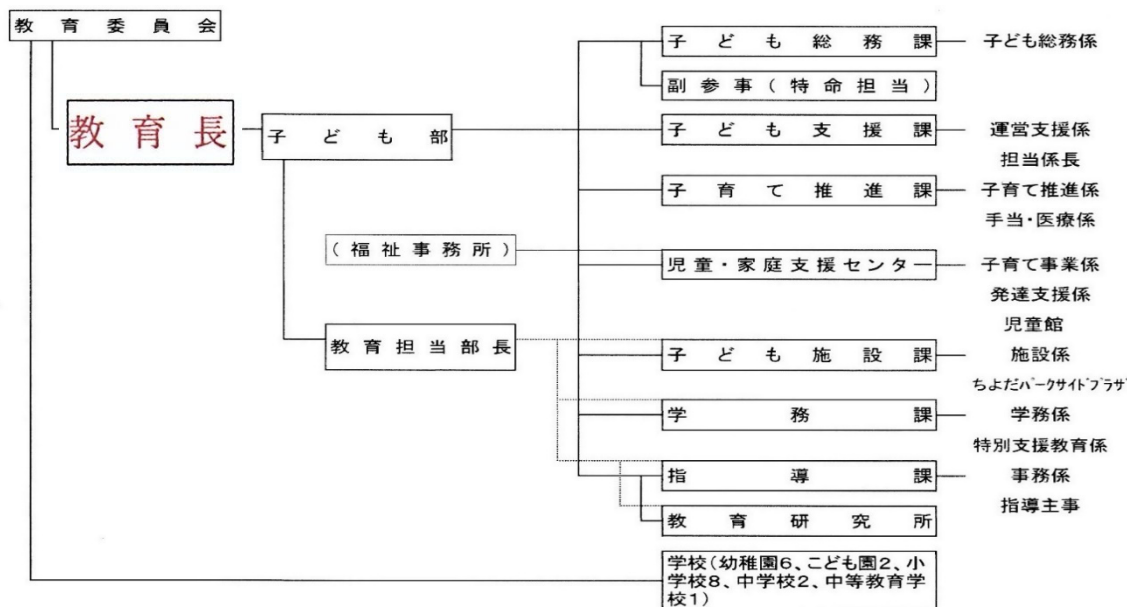 教育委員会
教育長
子ども部
(福祉事務所)
教育担当部長
子ども総務課
子ども総務係
副参事(特命担当)
子ども支援課
運営支援係
担当係長
子育て推進課
子育て推進係
手当・医療係
児童・家庭支援センター
子育て事業係
発達支援係
児童館
子ども施設課
施設係
ちよだパークサイドプラザ
学務課
学務係
特別支援教育係
指導課
事務係
指導主事
教育研究所
学校(幼稚園6、こども園2、小
学校8、中学校2、中等教育学
校1)